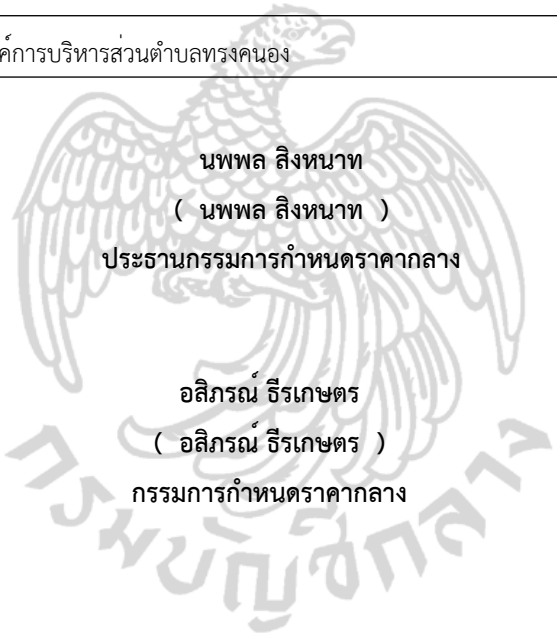 ค์การบริหารส่วนตำบลทรงคนอง
นพพล สิงหนาท
( นพพล สิงหนาท )
ประธานกรรมการกำหนดราคากลาง
อสิภรณ์ ธีรเกษตร
( อสิภรณ์ ธีรเกษตร )
กรรมการกำหนดราคากลาง
กรมบัญชีกลาง